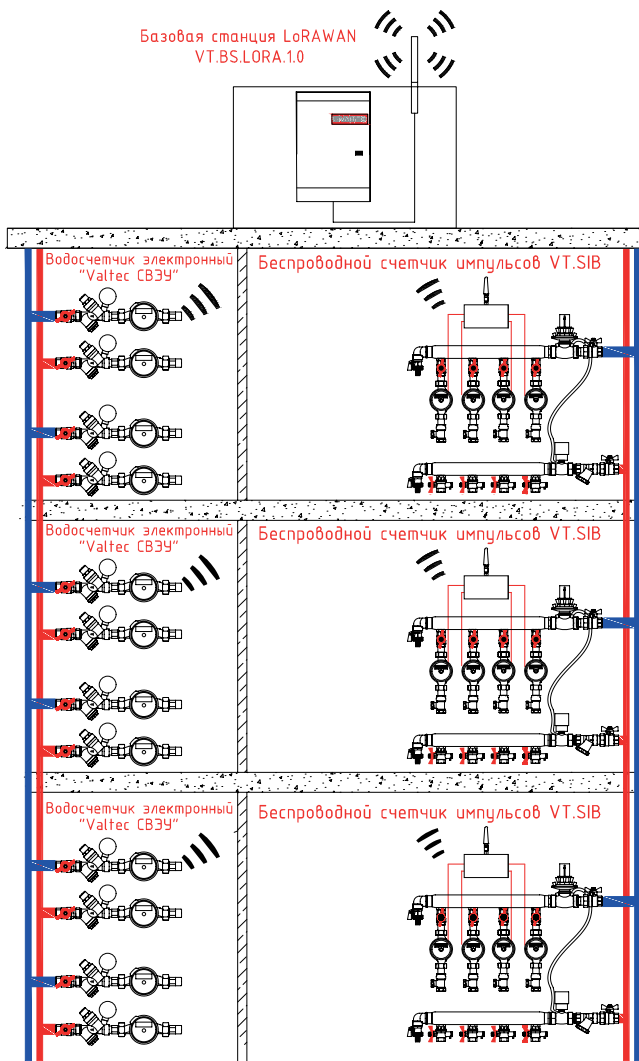 Базовая станция LoRAWAN
VT.BS.LORA.1.0
Водосчетчик электронный
"Valtec СВЭУ"
Беспроводной счетчик импульсов VT.SIB
Водосчетчик электронный
"Valtec СВЭУ"
Беспроводной счетчик импульсов VT.SIB
Водосчетчик электронный
"Valtec СВЭУ"
Беспроводной счетчик импульсов VT.SIB